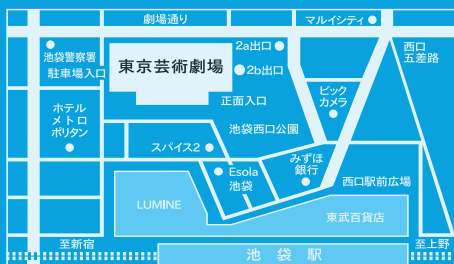 劇場通り
マルイシティ
池袋警察署
駐車場入口
東京芸術劇場
2a出口
2b出口
西口
五差路
正面入口
ビック
カメラ
ホテル
メトロ
ポリタン
池袋西口公園
スパイス2
Esola
池袋
みずほ
銀行
西口駅前広場
LUMINE
東武百貨店
至新宿
至上野
池袋駅